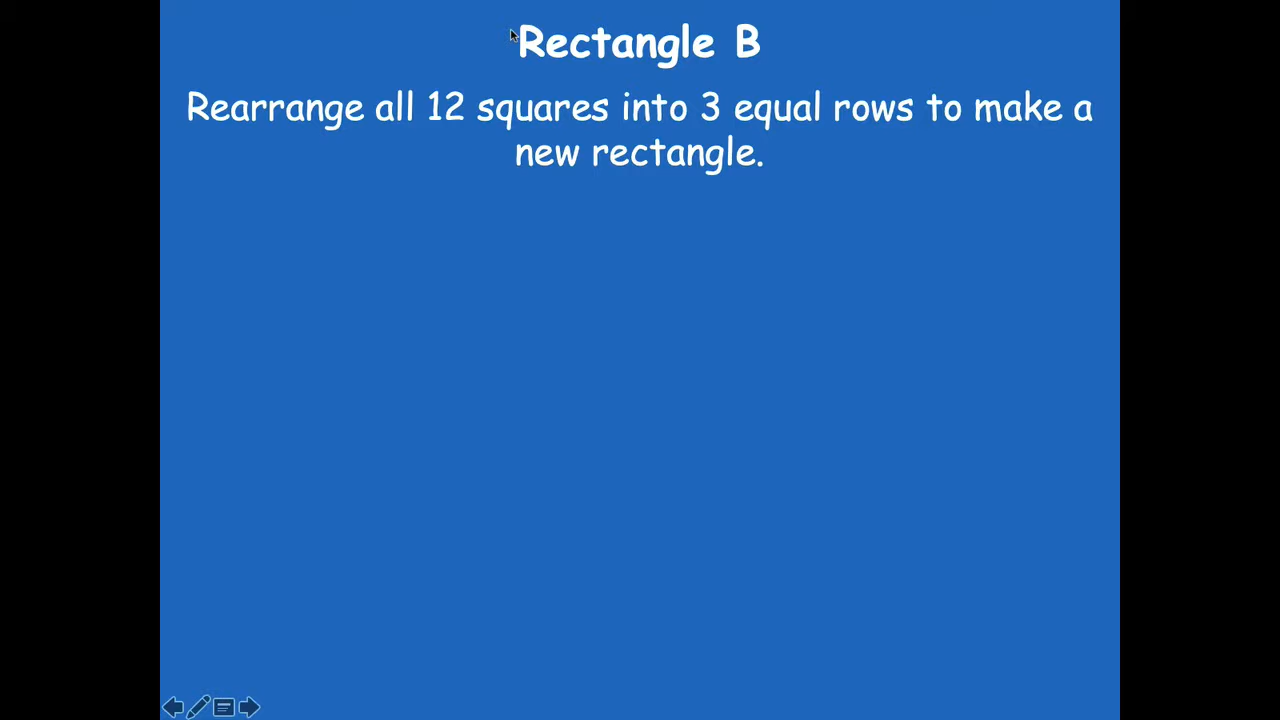 Rectangle B
Rearrange all 12 squares into 3 equal rows to make a
new rectangle.